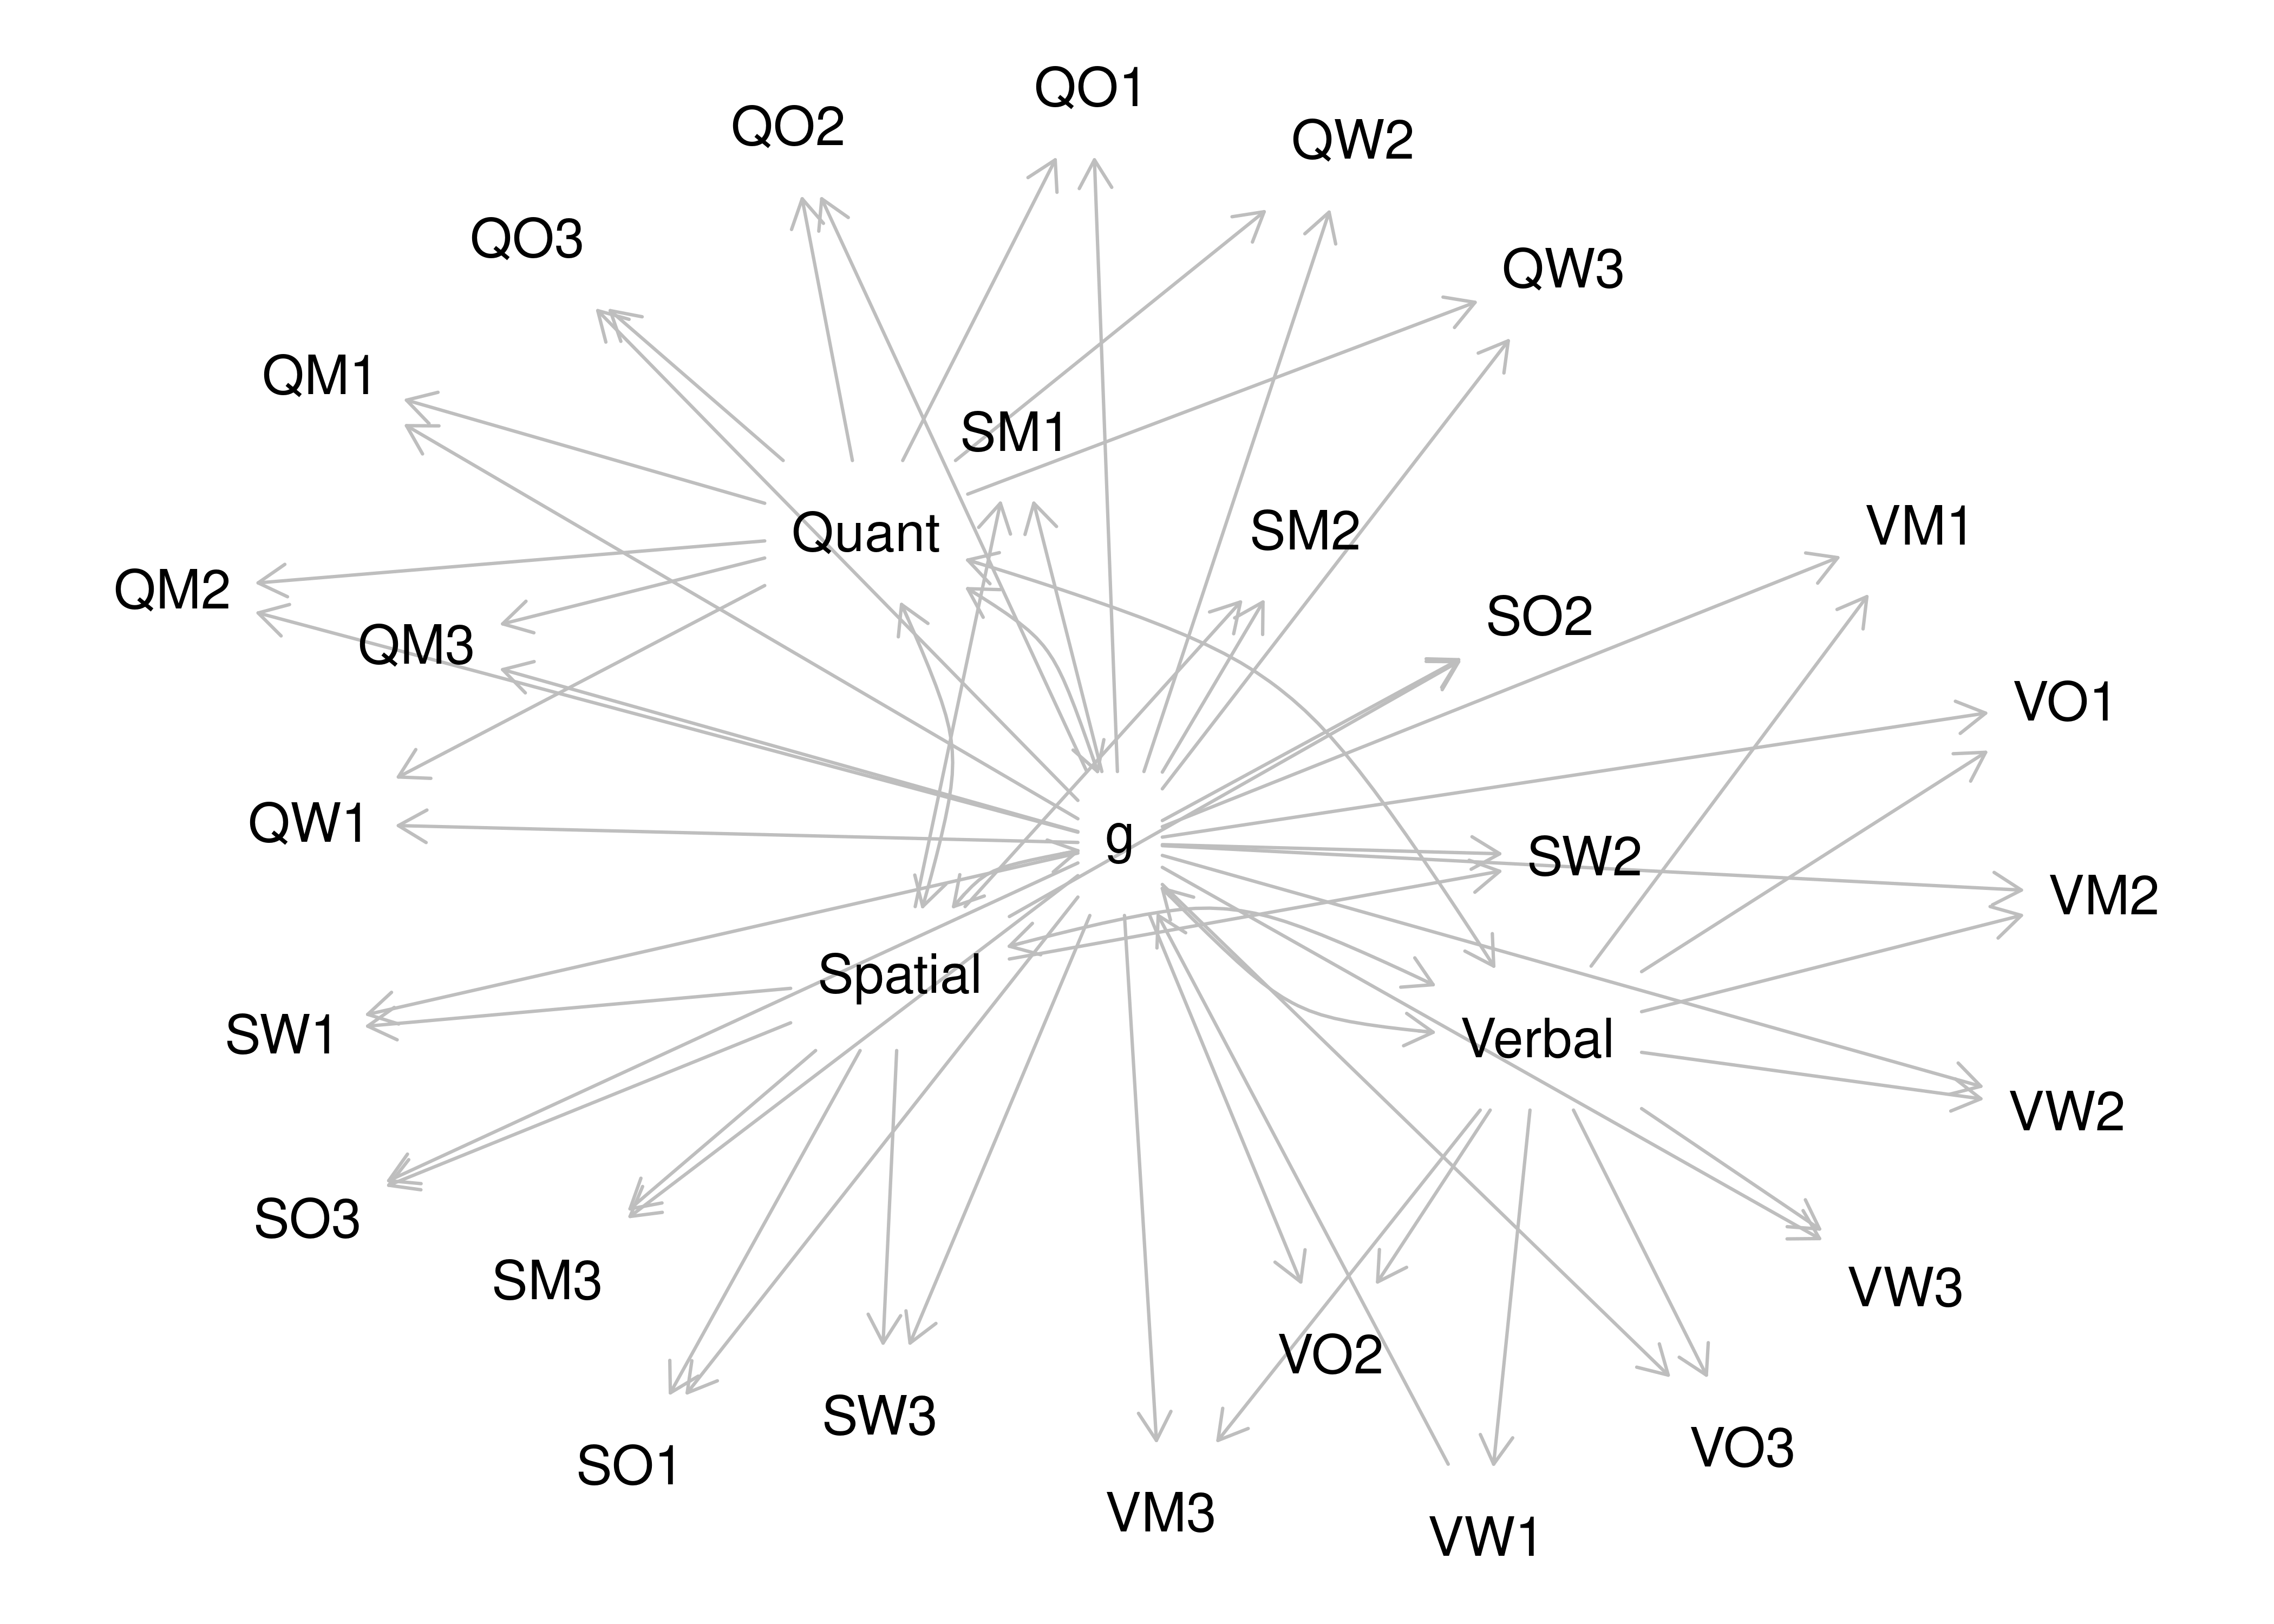 QO1
QO2
QW2
QO3
QW3
QM1
SM1
VM1
SM2
Quant
QM2
SO2
QM3
VO1
QW1
g
SW2
VM2
Spatial
SW1
Verbal
VW2
SO3
SM3
VW3
VO2
SW3
VO3
SO1
VM3
VW1